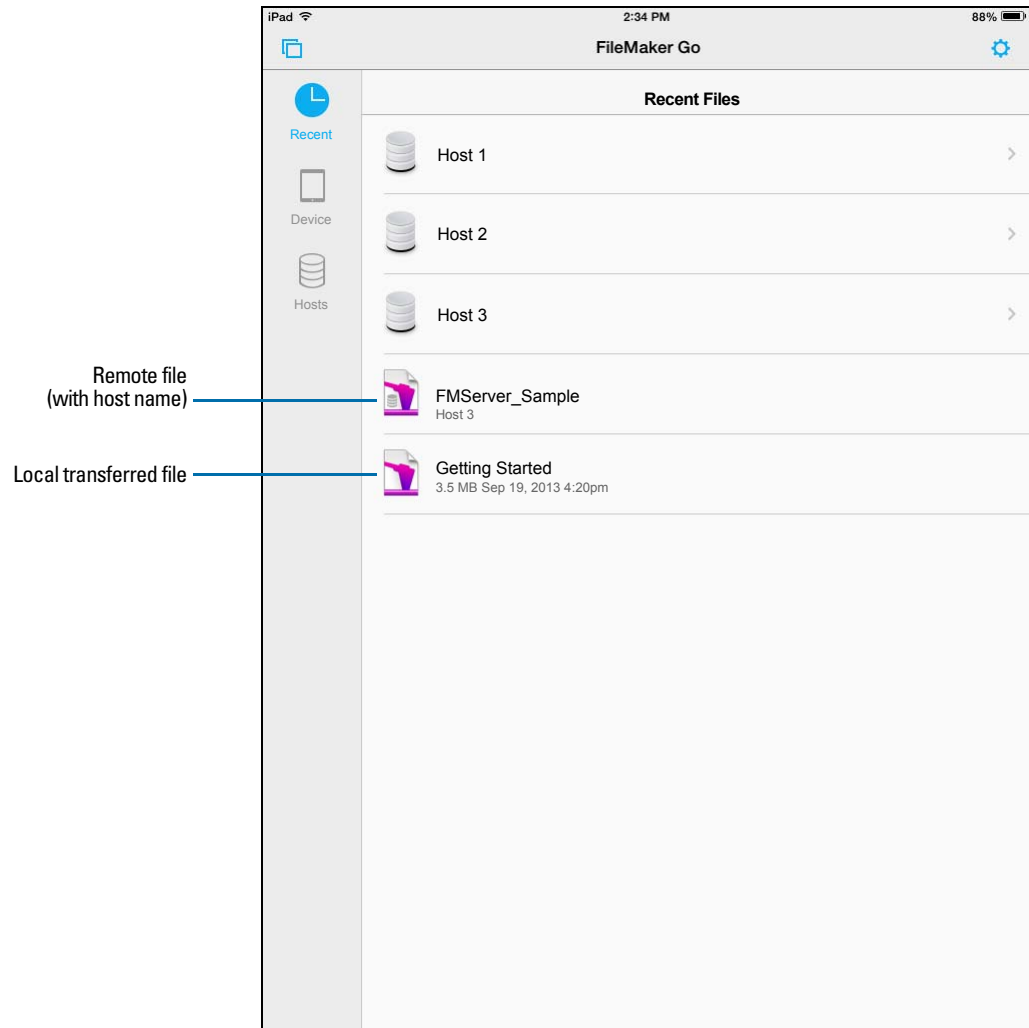 iPad
2:34 PM
88%
FileMaker Go
Recent
Device
Hosts
Recent Files
Host 1
Host 2
Host 3
Remote file
(with host name)
FMServer_Sample
Host 3
Local transferred file
Getting Started
3.5 MB Sep 19, 2013 4:20pm